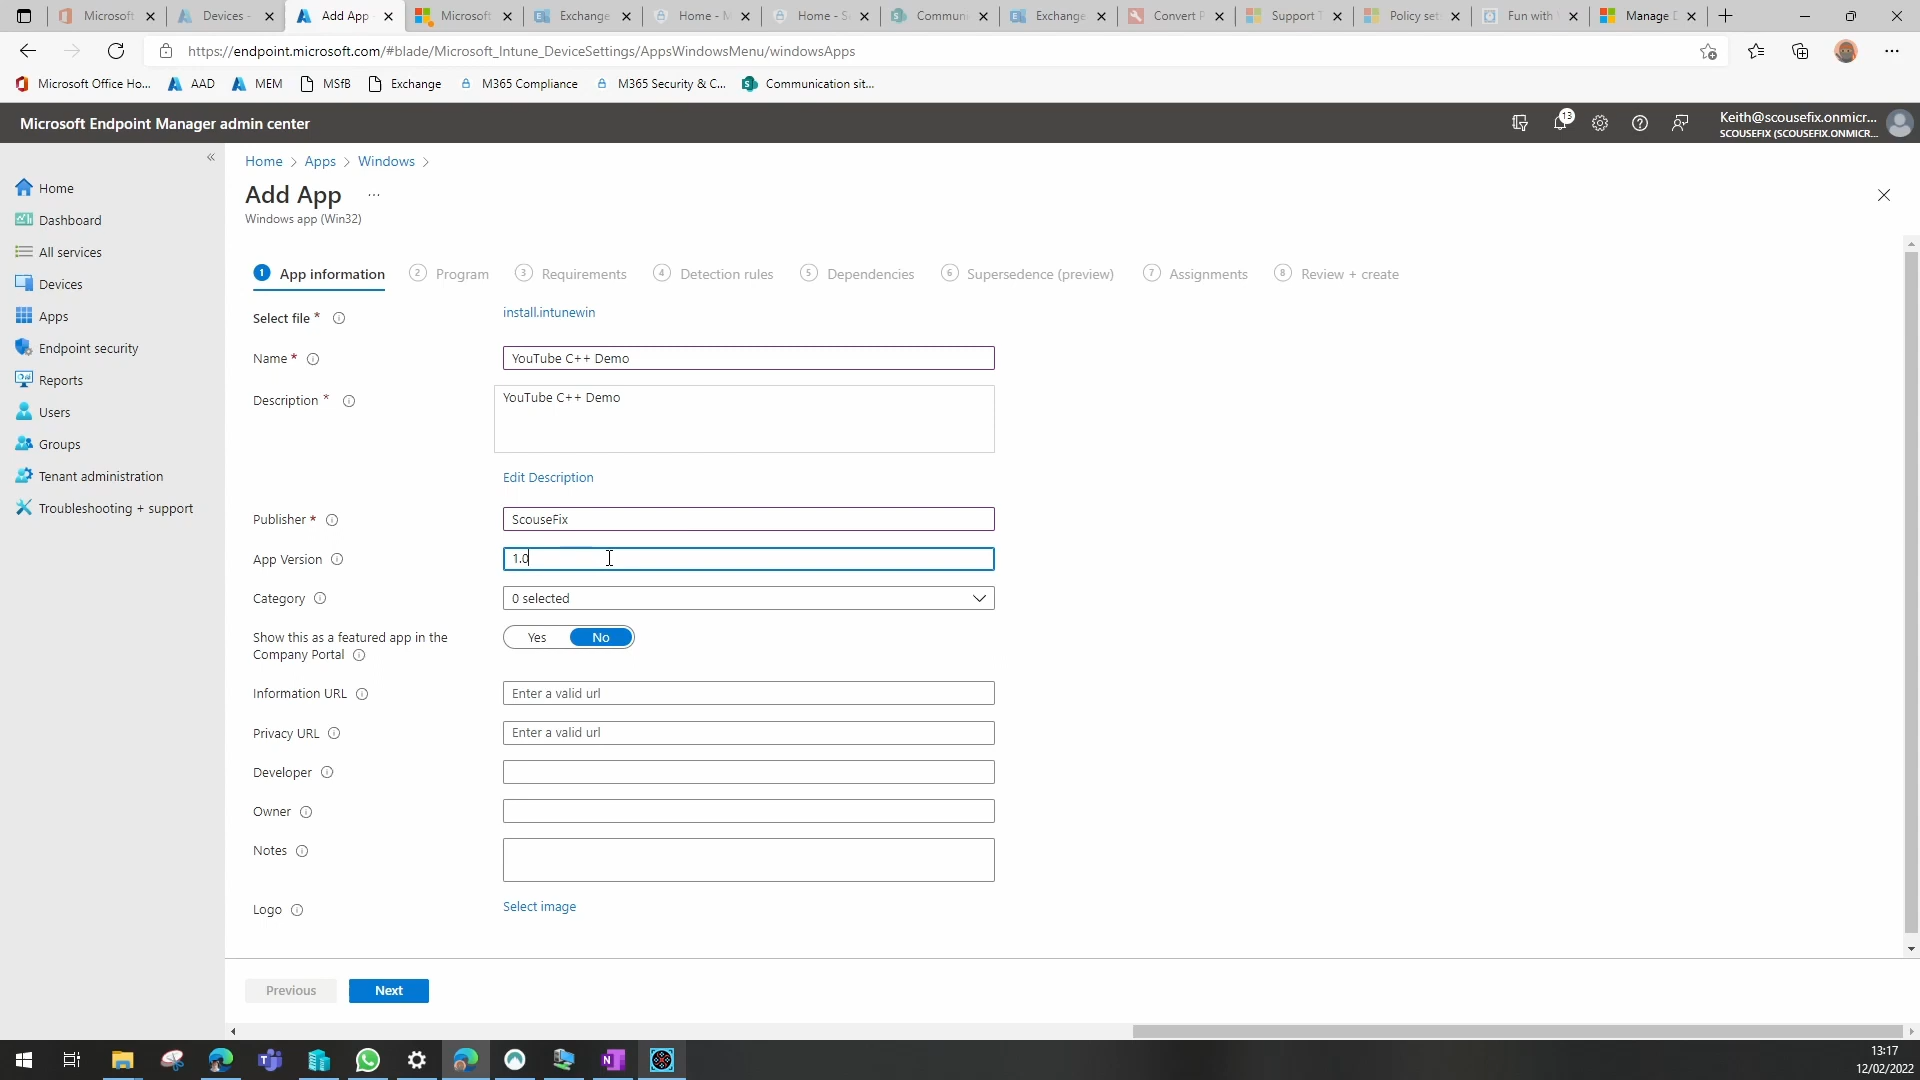 Microsoft
Devices -
Add App
Microsoft
Exchange
Home - M
Home - S
Commun
Exchange
Convert P
Support T
Policy set
Fun with
Manage D
https://endpoint.microsoft.com/#blade/Microsoft_Intune_DeviceSettings/AppsWindowsMenu/windowsApps
Microsoft Office Ho...
AAD
MEM
MSfB
Exchange
M365 Compliance
M365 Security & C...
Communication sit...
Microsoft Endpoint Manager admin center
13
Keith@scousefix.onmicr...
SCOUSEFIX (SCOUSEFIX.ONMICR...
Home
Dashboard
All services
Devices
Apps
Endpoint security
Reports
Users
Groups
Tenant administration
Troubleshooting + support
Home > Apps > Windows >
Add App ...
Windows app (Win32)
1 App information
2 Program
3 Requirements
4 Detection rules
5 Dependencies
6 Supersedence (preview)
7 Assignments
8 Review + create
Select file * install.intunewin
Name * YouTube C++ Demo
Description * YouTube C++ Demo
Edit Description
Publisher * ScouseFix
App Version 1.0
Category 0 selected
Show this as a featured app in the
Company Portal
Yes No
Information URL Enter a valid url
Privacy URL Enter a valid url
Developer
Owner
Notes
Logo Select image
Previous Next
13:17
12/02/2022